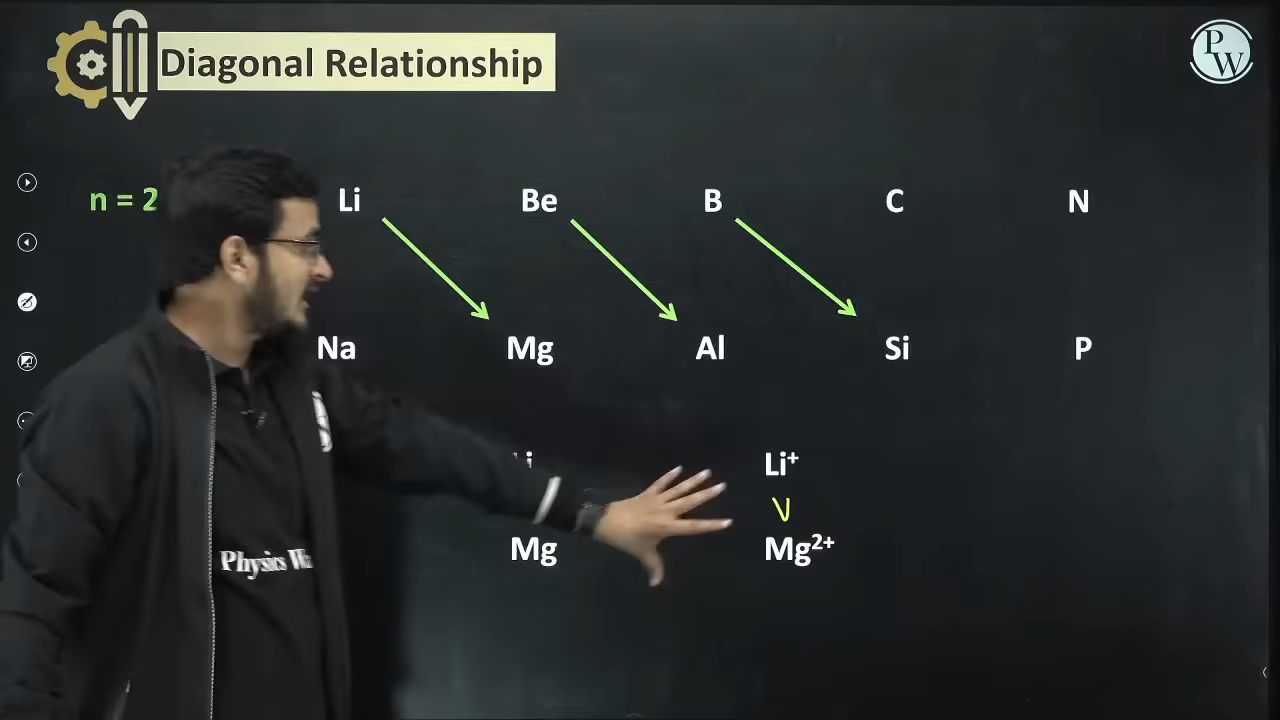 Diagonal Relationship
P
W
n = 2 Li Be B C N
Na Mg Al Si P
Li⁺
V
Mg Mg²⁺
Physics Wa